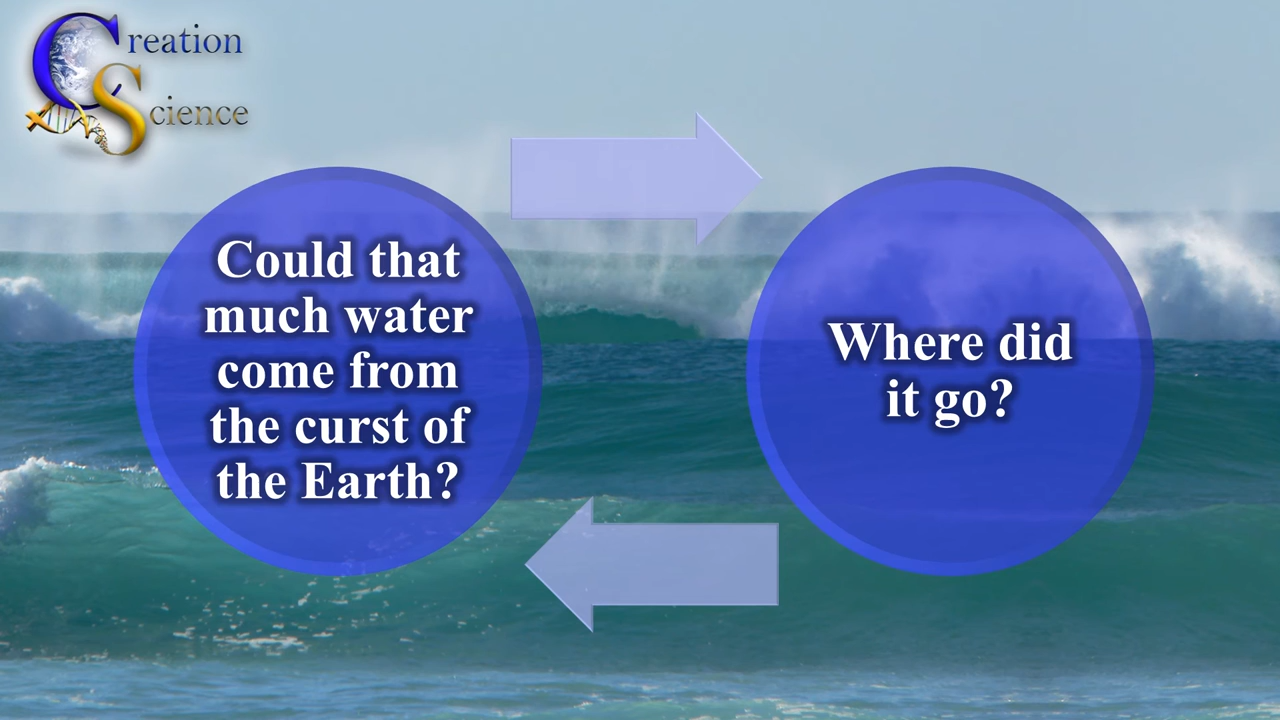 Creation
Science
Could that
much water
come from
the curst of
the Earth?
Where did
it go?